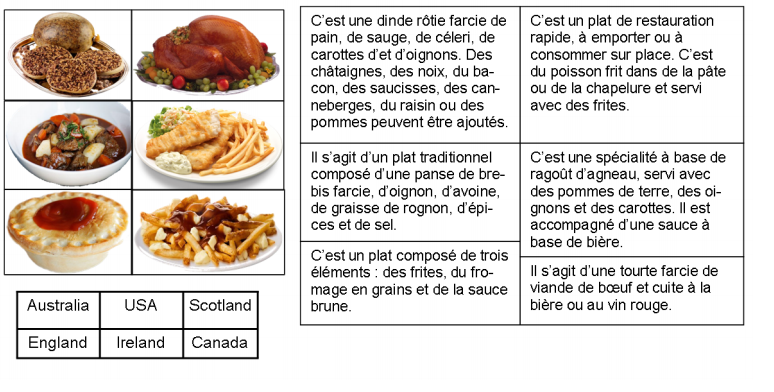 C'est une dinde rôtie farcie de
pain, de sauge, de céleri, de
carottes d'et d'oignons. Des
châtaignes, des noix, du ba-
con, des saucisses, des can-
neberges, du raisin ou des
pommes peuvent être ajoutés.
C'est un plat de restauration
rapide, à emporter ou à
consommer sur place. C'est
du poisson frit dans de la pâte
ou de la chapelure et servi
avec des frites.
Il s'agit d'un plat traditionnel
composé d'une panse de bre-
bis farcie, d'oignon, d'avoine,
de graisse de rognon, d'épi-
ces et de sel.
C'est une spécialité à base de
ragoût d'agneau, servi avec
des pommes de terre, des oi-
gnons et des carottes. Il est
accompagné d'une sauce à
base de bière.
C'est un plat composé de trois
éléments : des frites, du fro-
mage en grains et de la sauce
brune.
Il s'agit d'une tourte farcie de
viande de bœuf et cuite à la
bière ou au vin rouge.
Australia USA Scotland
England Ireland Canada